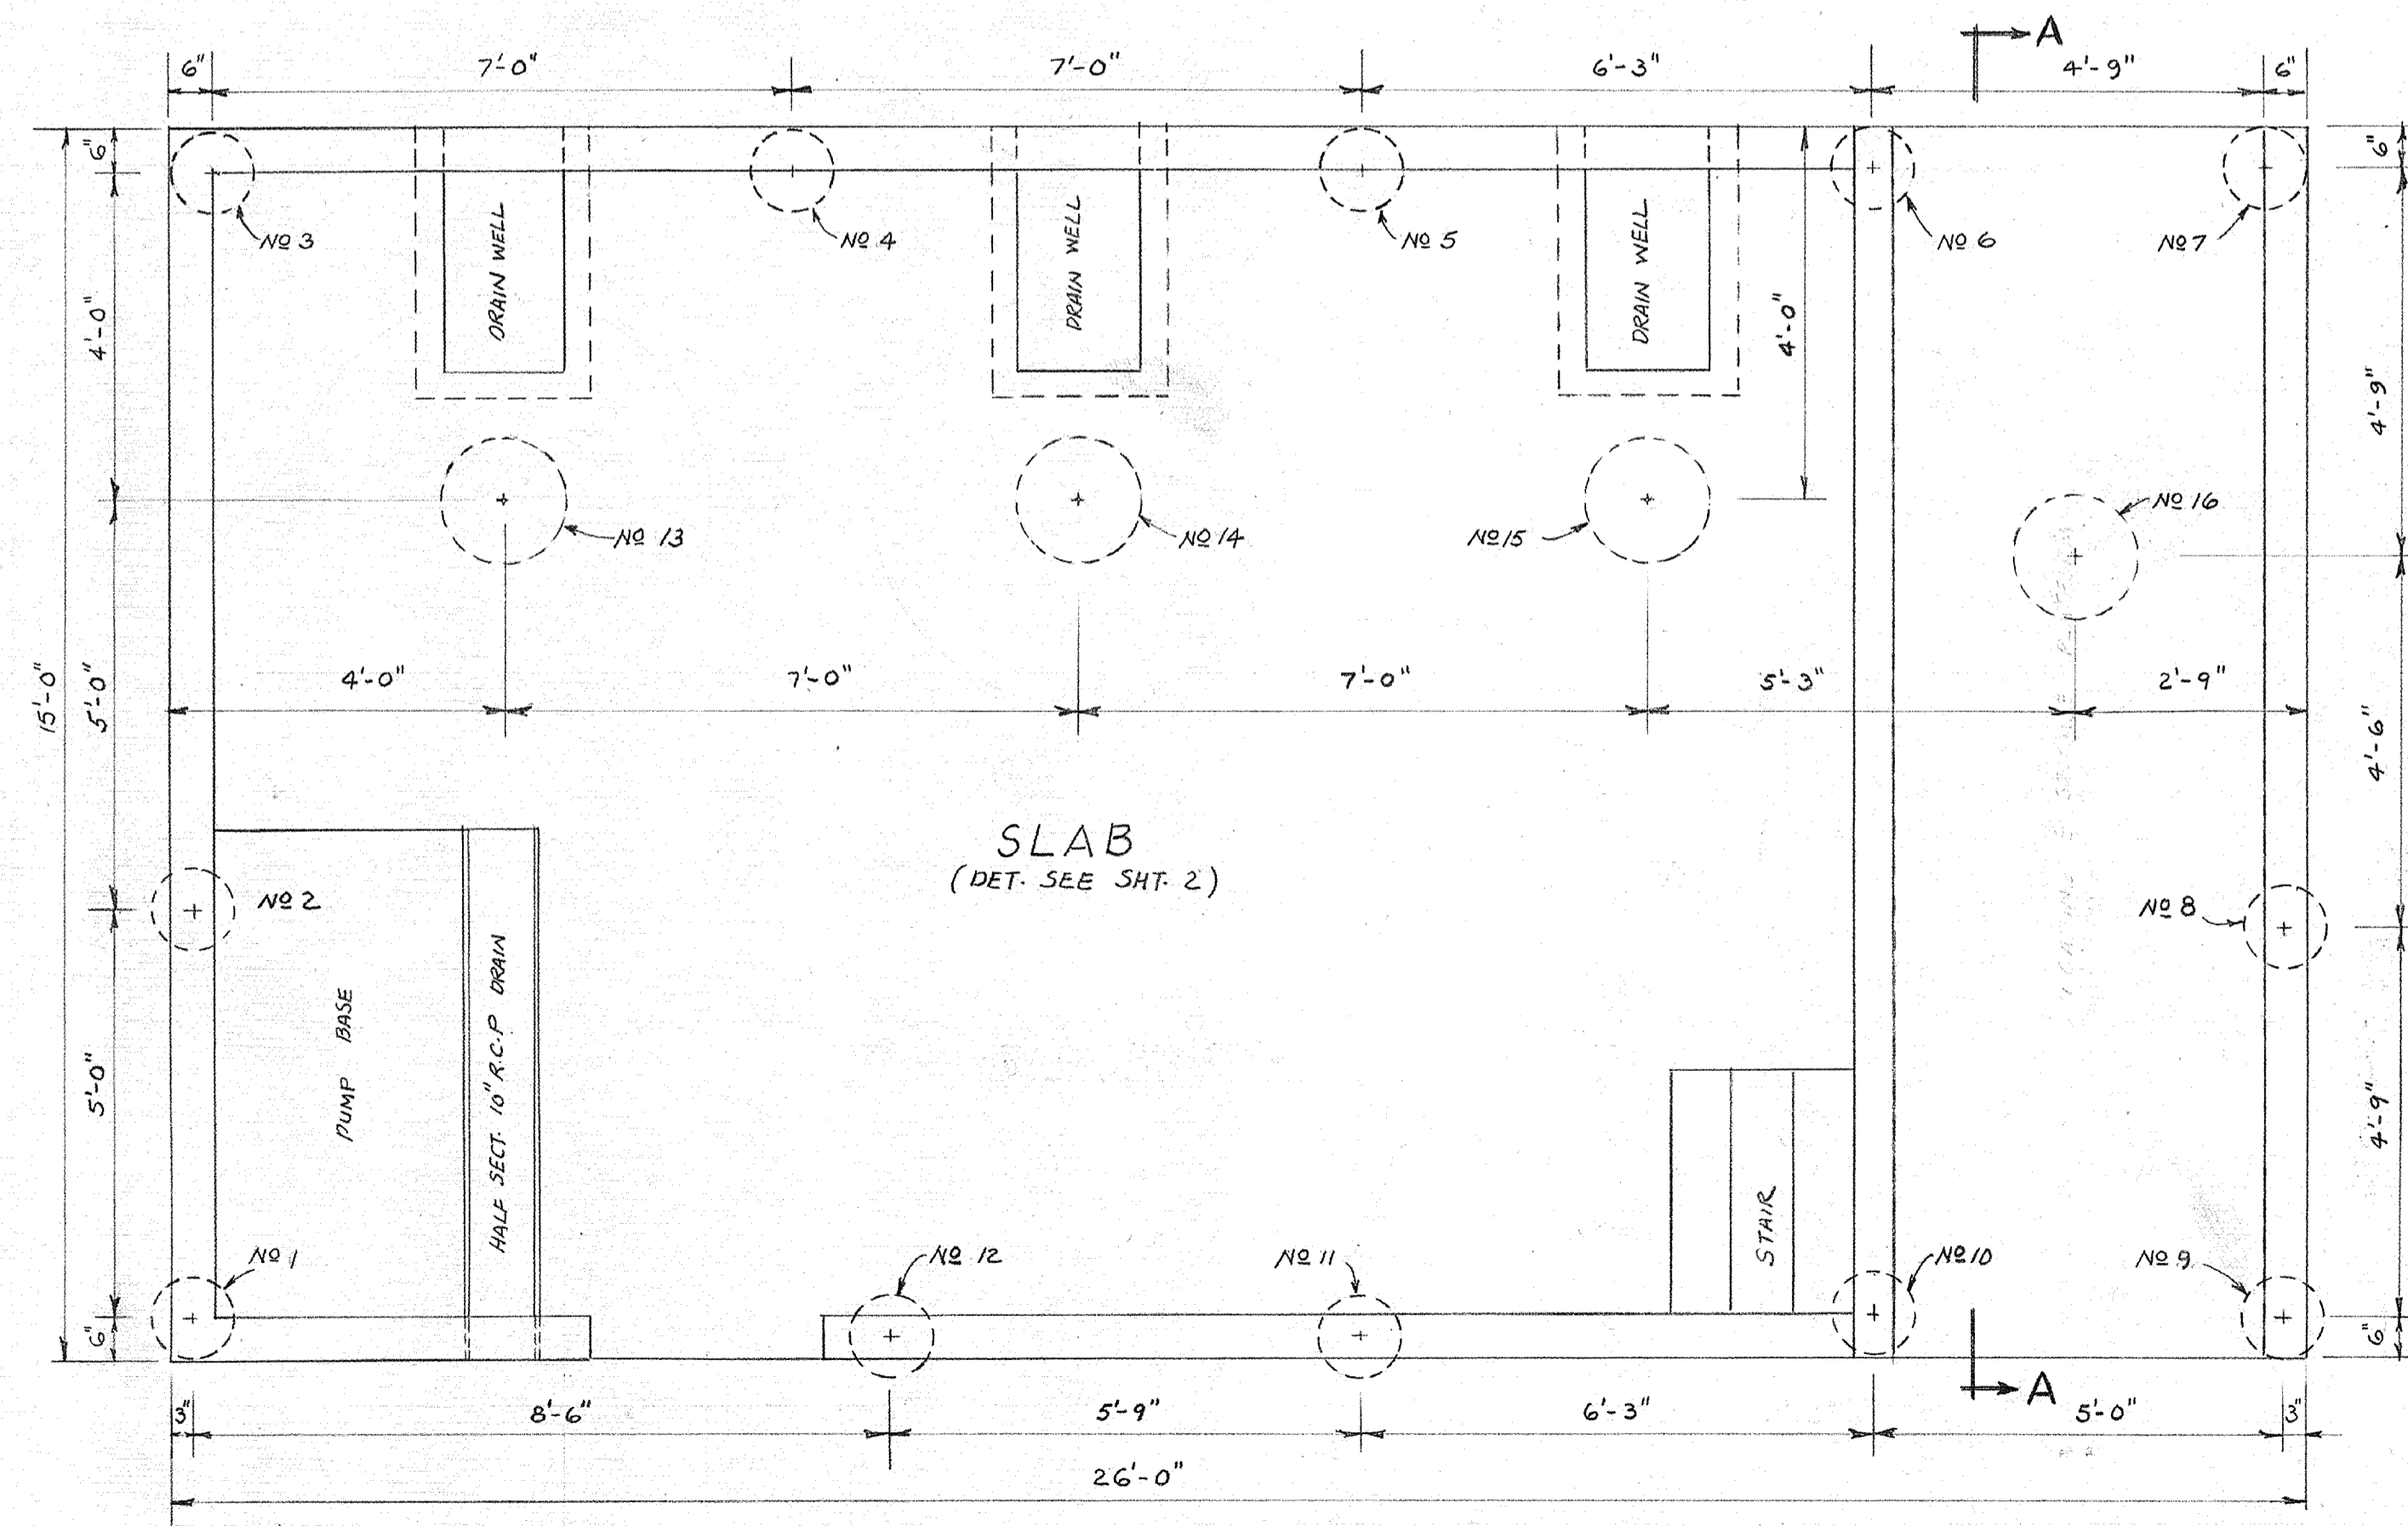 A
6" 7'-0" 7'-0" 6'-3" 4'-9" 6"
6" 6"
DRAIN WELL DRAIN WELL DRAIN WELL
Nº 3 Nº 4 Nº 5 Nº 6 Nº 7
4'-0" 4'-0"
4'-9"
Nº 16
Nº 13 Nº 14 Nº 15
4'-0" 7'-0" 7'-0" 5'-3" 2'-9"
15'-0" 5'-0" 4'-6"
SLAB
(DET. SEE SHT. 2)
Nº 2 Nº 8
PUMP BASE
HALF SECT. 10" R.C.P DRAIN
5'-0" 4'-9"
STAIR
Nº 1 Nº 12 Nº 11 Nº 10 Nº 9
6" 6"
A
3" 8'-6" 5'-9" 6'-3" 5'-0" 3"
26'-0"